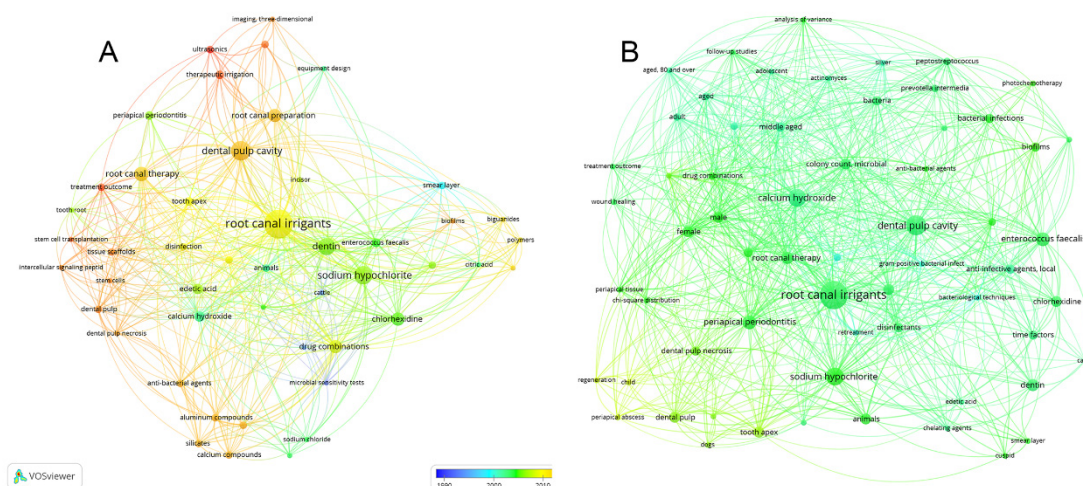 A
imaging, three-dimensional
ultrasonics
equipment design
therapeutic irrigation
periapical periodontitis
root canal preparation
dental pulp cavity
root canal therapy
treatment outcome
incisor
smear layer
tooth root
tooth apex
root canal irrigants
biofilms
biguanides
stem cell transportation
disinfection
dentin
enterococcus faecalis
polymers
tissue scaffolds
intercellular signaling peptid
animals
sodium hypochlorite
otric acid
stem cells
edetic acid
cattle
dental pulp
calcium hydroxide
chlorhexidine
dental pulp necrosis
drug combinations
anti-bacterial agents
microbial sensitivity tests
aluminum compounds
silicates
sodium chloride
calcium compounds
VOSviewer
1980
1990
2000
2010
B
analysis of variance
follow-up studies
aged, 80 and over
adolescent
silver
peptostreptococcus
actinomyces
prevotella intermedia
photochemotherapy
aged
bacteria
adult
middle aged
bacterial infections
biofilms
treatment outcome
colony count, microbial
drug combinations
anti-bacterial agents
wound healing
calcium hydroxide
male
dental pulp cavity
female
enterococcus faecali
root canal therapy
gram-positive bacterial infect
anti-infective agents, local
periapical tissue
chi-square distribution
root canal irrigants
bacteriological techniques
chlorhexidine
periapical periodontitis
retreatment
disinfectants
time factors
dental pulp necrosis
ca
regeneration
child
sodium hypochlorite
dentin
edetic acid
periapical abscess
dental pulp
animals
chelating agents
tooth apex
smear layer
dogs
cuspid